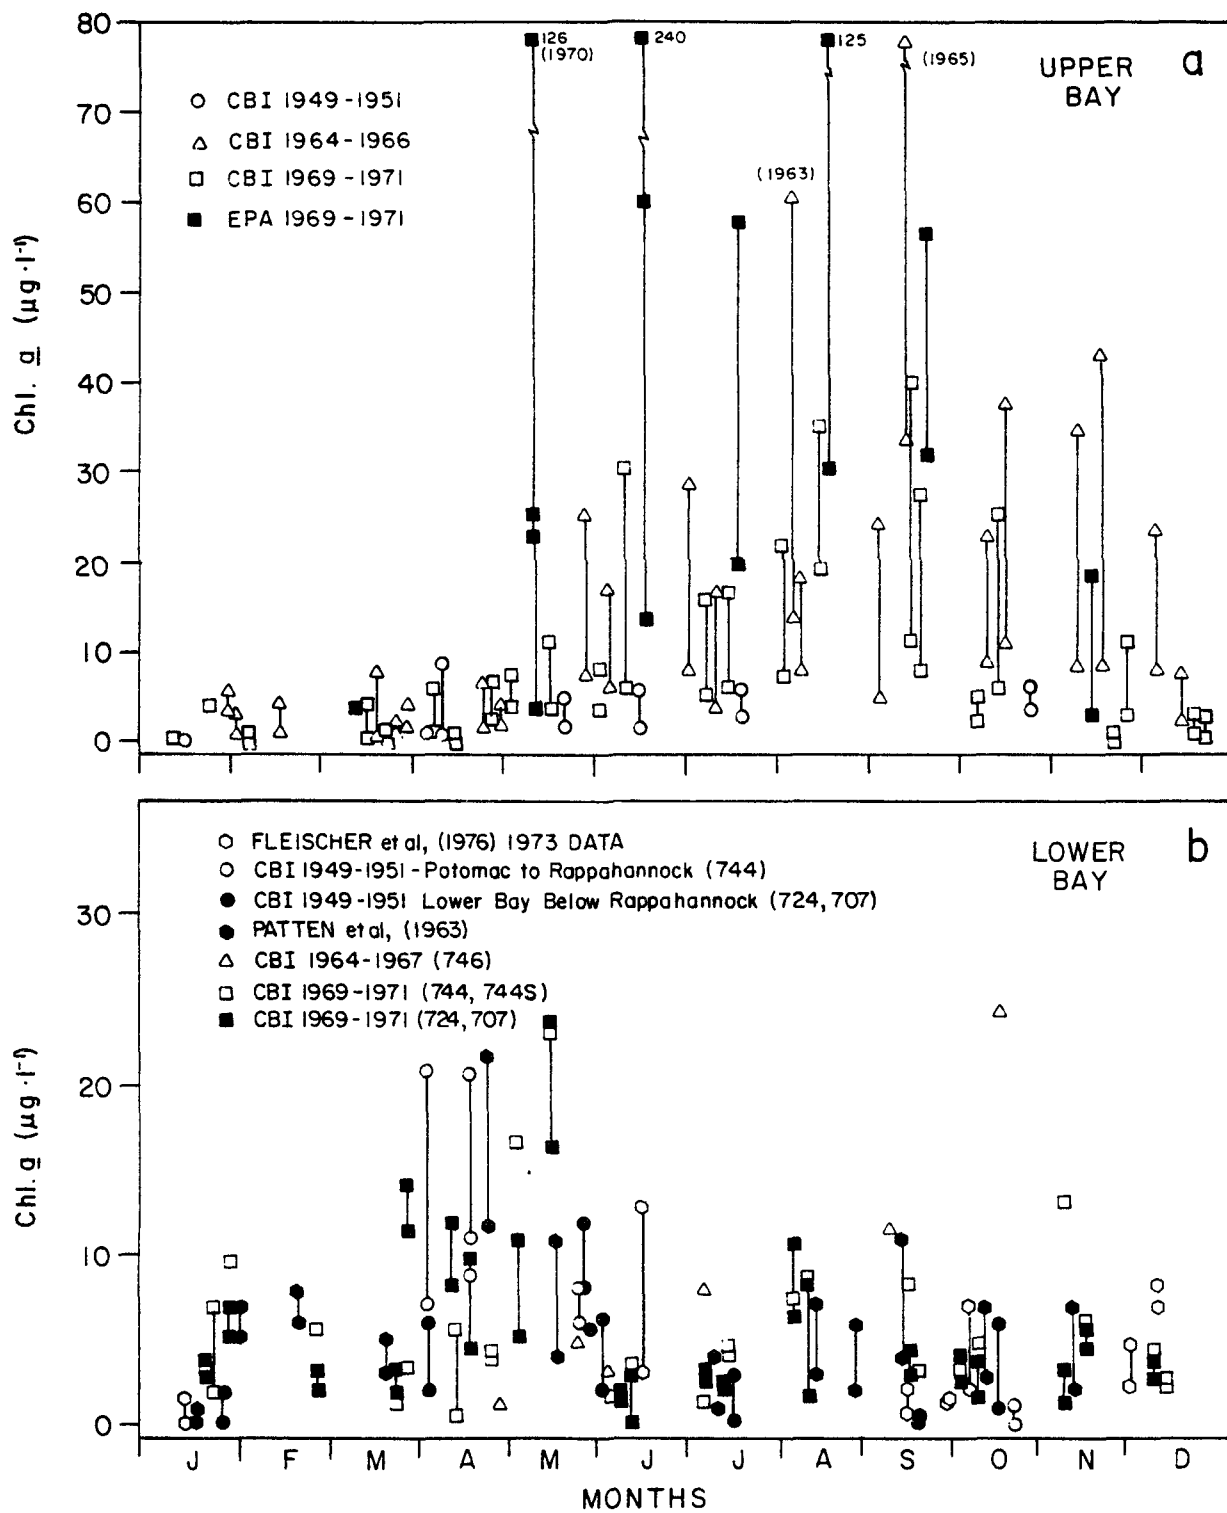 80
70
60
50
40
30
20
10
0
Chl. a (μg·l⁻¹)
○ CBI 1949-1951
△ CBI 1964-1966
□ CBI 1969-1971
■ EPA 1969-1971
126
(1970)
240
(1963)
125
(1965)
UPPER
BAY
a
FLEISCHER et al, (1976) 1973 DATA
○ CBI 1949-1951-Potomac to Rappahannock (744)
● CBI 1949-1951 Lower Bay Below Rappahannock (724, 707)
PATTEN et al, (1963)
△ CBI 1964-1967 (746)
□ CBI 1969-1971 (744, 744S)
■ CBI 1969-1971 (724, 707)
LOWER
BAY
b
30
20
10
0
Chl. a (μg·l⁻¹)
J F M A M J J A S O N D
MONTHS